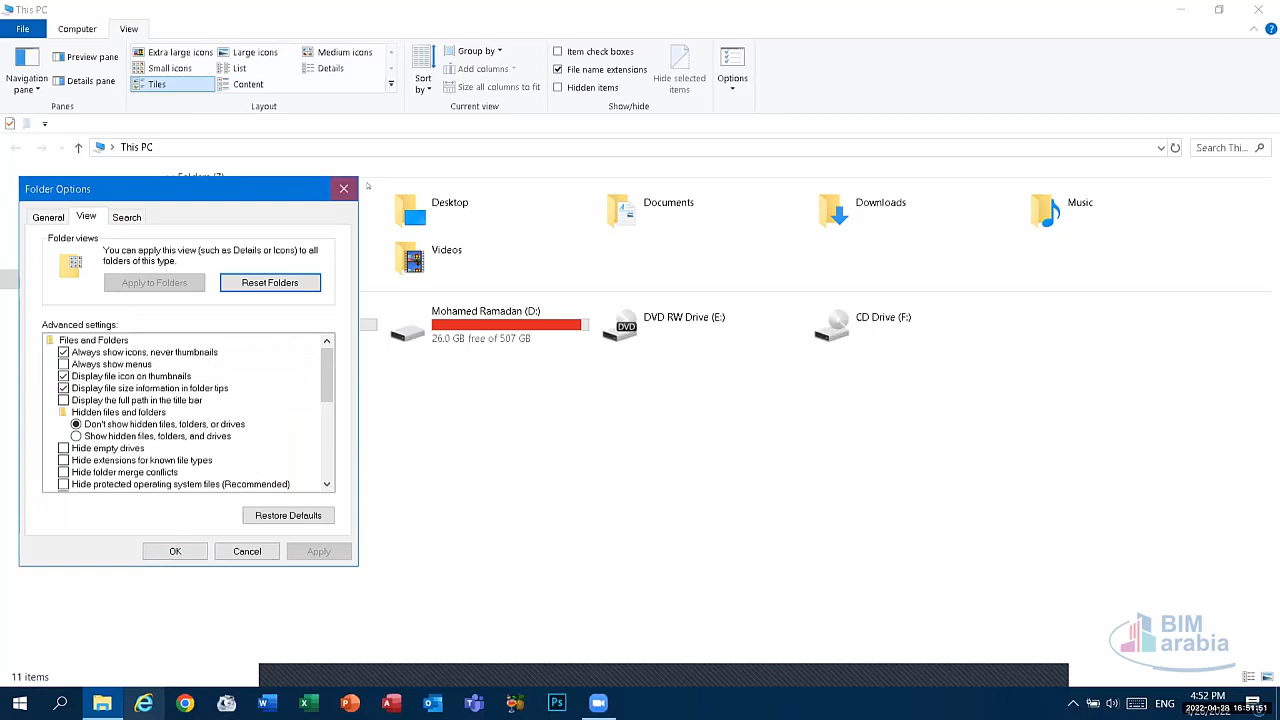 This PC
File
Computer
View
Navigation pane
Preview pane
Details pane
Panes
Extra large icons
Large icons
Medium icons
Small icons
List
Details
Tiles
Content
Layout
Sort by
Group by
Add columns
Size all columns to fit
Current view
Item check boxes
File name extensions
Hidden items
Hide selected items
Show/hide
Options
This PC
Search Thi...
Folder Options
General
View
Search
Folder views
You can apply this view (such as Details or Icons) to all
folders of this type.
Apply to Folders
Reset Folders
Advanced settings:
Files and Folders
Always show icons, never thumbnails
Always show menus
Display file icon on thumbnails
Display file size information in folder tips
Display the full path in the title bar
Hidden files and folders
Don't show hidden files, folders, or drives
Show hidden files, folders, and drives
Hide empty drives
Hide extensions for known file types
Hide folder merge conflicts
Hide protected operating system files (Recommended)
Restore Defaults
OK
Cancel
Apply
Desktop
Documents
Downloads
Music
Videos
Mohamed Ramadan (D:)
26.0 GB free of 507 GB
DVD
DVD RW Drive (E:)
CD Drive (F:)
BIM
arabia
11 items
Ps
ENG
4:52 PM
2022-04-28 16:51:51